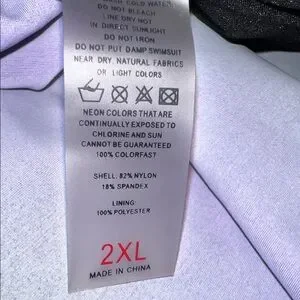 COLD WATER
DO NOT BLEACH
LINE DRY NOT
IN DIRECT SUNLIGHT
DO NOT IRON
DO NOT PUT DAMP SWIMSUIT
NEAR DRY. NATURAL FABRICS
OR LIGHT COLORS
NEON COLORS THAT ARE
CONTINUALLY EXPOSED TO
CHLORINE AND SUN
CANNOT BE GUARANTEED
100% COLORFAST
SHELL: 82% NYLON
18% SPANDEX
LINING:
100% POLYESTER
2XL
MADE IN CHINA